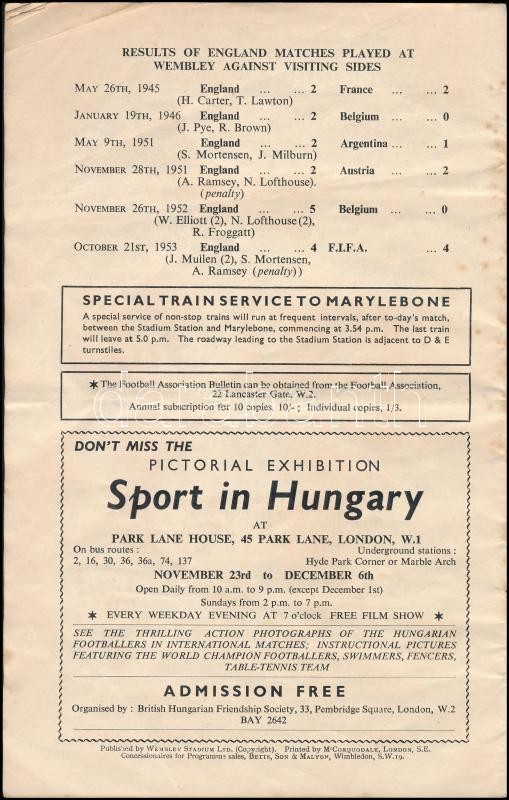 RESULTS OF ENGLAND MATCHES PLAYED AT
WEMBLEY AGAINST VISITING SIDES
MAY 26TH, 1945 England ... ... 2 France ... ... 2
(H. Carter, T. Lawton)
JANUARY 19TH, 1946 England ... ... 2 Belgium ... ... 0
(J. Pye, R. Brown)
MAY 9TH, 1951 England ... ... 2 Argentina ... ... 1
(S. Mortensen, J. Milburn)
NOVEMBER 28TH, 1951 England ... ... 2 Austria ... ... 2
(A. Ramsey, N. Lofthouse).
(penalty)
NOVEMBER 26TH, 1952 England ... ... 5 Belgium ... ... 0
(W. Elliott (2), N. Lofthouse (2),
R. Froggatt)
OCTOBER 21ST, 1953 England ... ... 4 F.I.F.A. ... 4
(J. Mullen (2), S. Mortensen,
A. Ramsey (penalty))
SPECIAL TRAIN SERVICE TO MARYLEBONE
A special service of non-stop trains will run at frequent intervals, after to-day's match,
between the Stadium Station and Marylebone, commencing at 3.54 p.m. The last train
will leave at 5.0 p.m. The roadway leading to the Stadium Station is adjacent to D & E
turnstiles.
* The Football Association Bulletin can be obtained from the Football Association,
22 Lancaster Gate, W.2.
Annual subscription for 10 copies, 10/- ; Individual copies, 1/3.
darabanth
DON'T MISS THE
PICTORIAL EXHIBITION
Sport in Hungary
AT
PARK LANE HOUSE, 45 PARK LANE, LONDON, W.1
On bus routes : Underground stations :
2, 16, 30, 36, 36a, 74, 137 Hyde Park Corner or Marble Arch
NOVEMBER 23rd to DECEMBER 6th
Open Daily from 10 a.m. to 9 p.m. (except December 1st)
Sundays from 2 p.m. to 7 p.m.
* EVERY WEEKDAY EVENING AT 7 o'clock FREE FILM SHOW *
SEE THE THRILLING ACTION PHOTOGRAPHS OF THE HUNGARIAN
FOOTBALLERS IN INTERNATIONAL MATCHES; INSTRUCTIONAL PICTURES
FEATURING THE WORLD CHAMPION FOOTBALLERS, SWIMMERS, FENCERS,
TABLE-TENNIS TEAM
ADMISSION FREE
Organised by : British Hungarian Friendship Society, 33, Pembridge Square, London, W.2
BAY 2642
Published by WEMBLEY STADIUM LTD. (Copyright). Printed by MCCORQUODALE, LONDON, S.E.
Concessionaires for Programme sales, BETTS, SON & MALYON, Wimbledon, S.W.19.